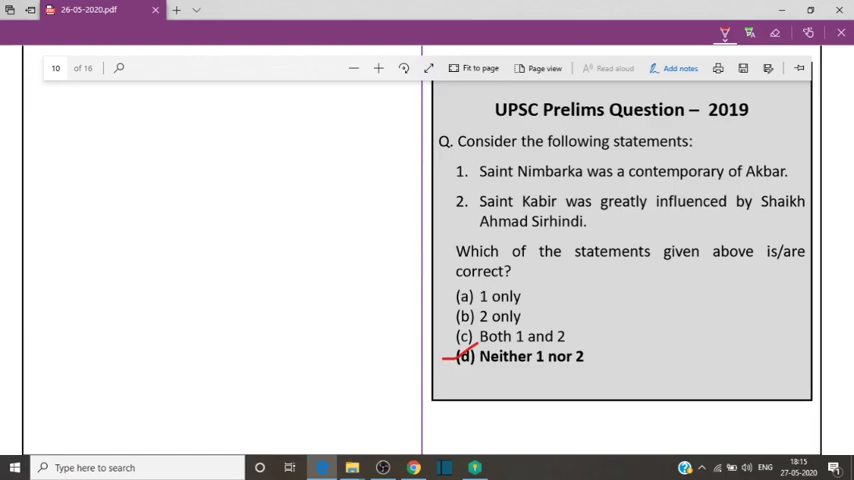 26-05-2020.pdf
10 of 16
Fit to page
Page view
Read aloud
Add notes
UPSC Prelims Question – 2019
Q. Consider the following statements:
1. Saint Nimbarka was a contemporary of Akbar.
2. Saint Kabir was greatly influenced by Shaikh
Ahmad Sirhindi.
Which of the statements given above is/are
correct?
(a) 1 only
(b) 2 only
(c) Both 1 and 2
(d) Neither 1 nor 2
Type here to search
ENG
18:15
27-05-2020